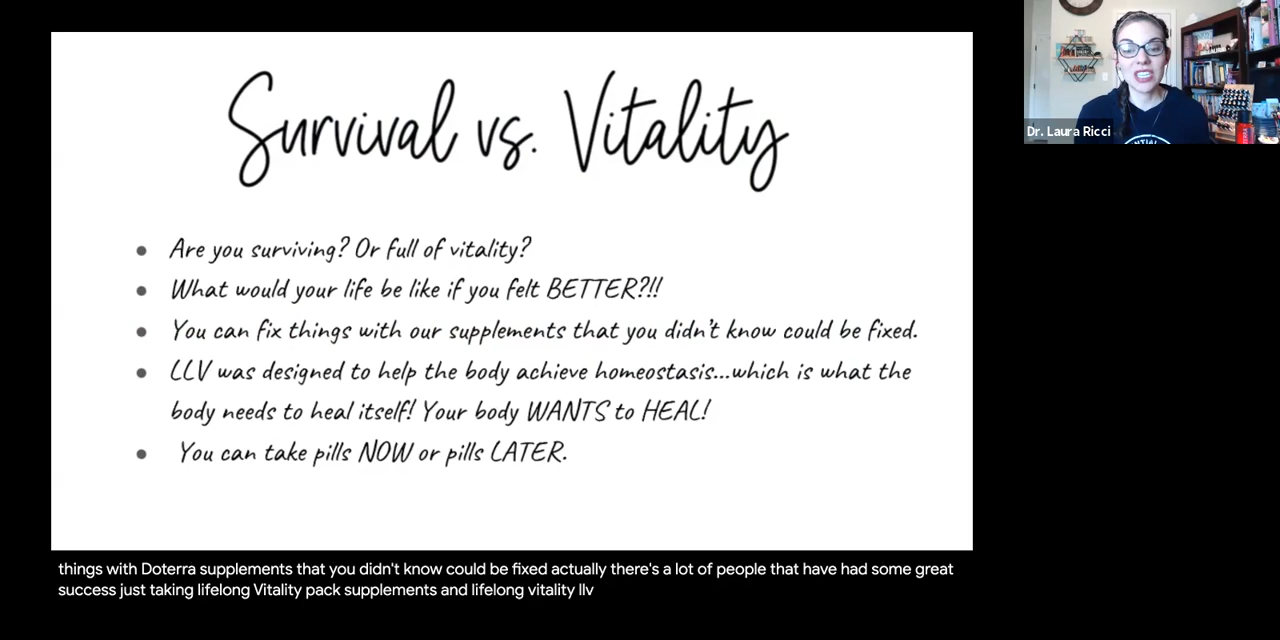 Survival vs. Vitality
Dr. Laura Ricci
Are you surviving? Or full of vitality?
What would your life be like if you felt BETTER?!!
You can fix things with our supplements that you didn't know could be fixed.
LLV was designed to help the body achieve homeostasis...which is what the
body needs to heal itself! Your body WANTS to HEAL!
You can take pills NOW or pills LATER.
things with Doterra supplements that you didn't know could be fixed actually there's a lot of people that have had some great
success just taking lifelong Vitality pack supplements and lifelong vitality llv